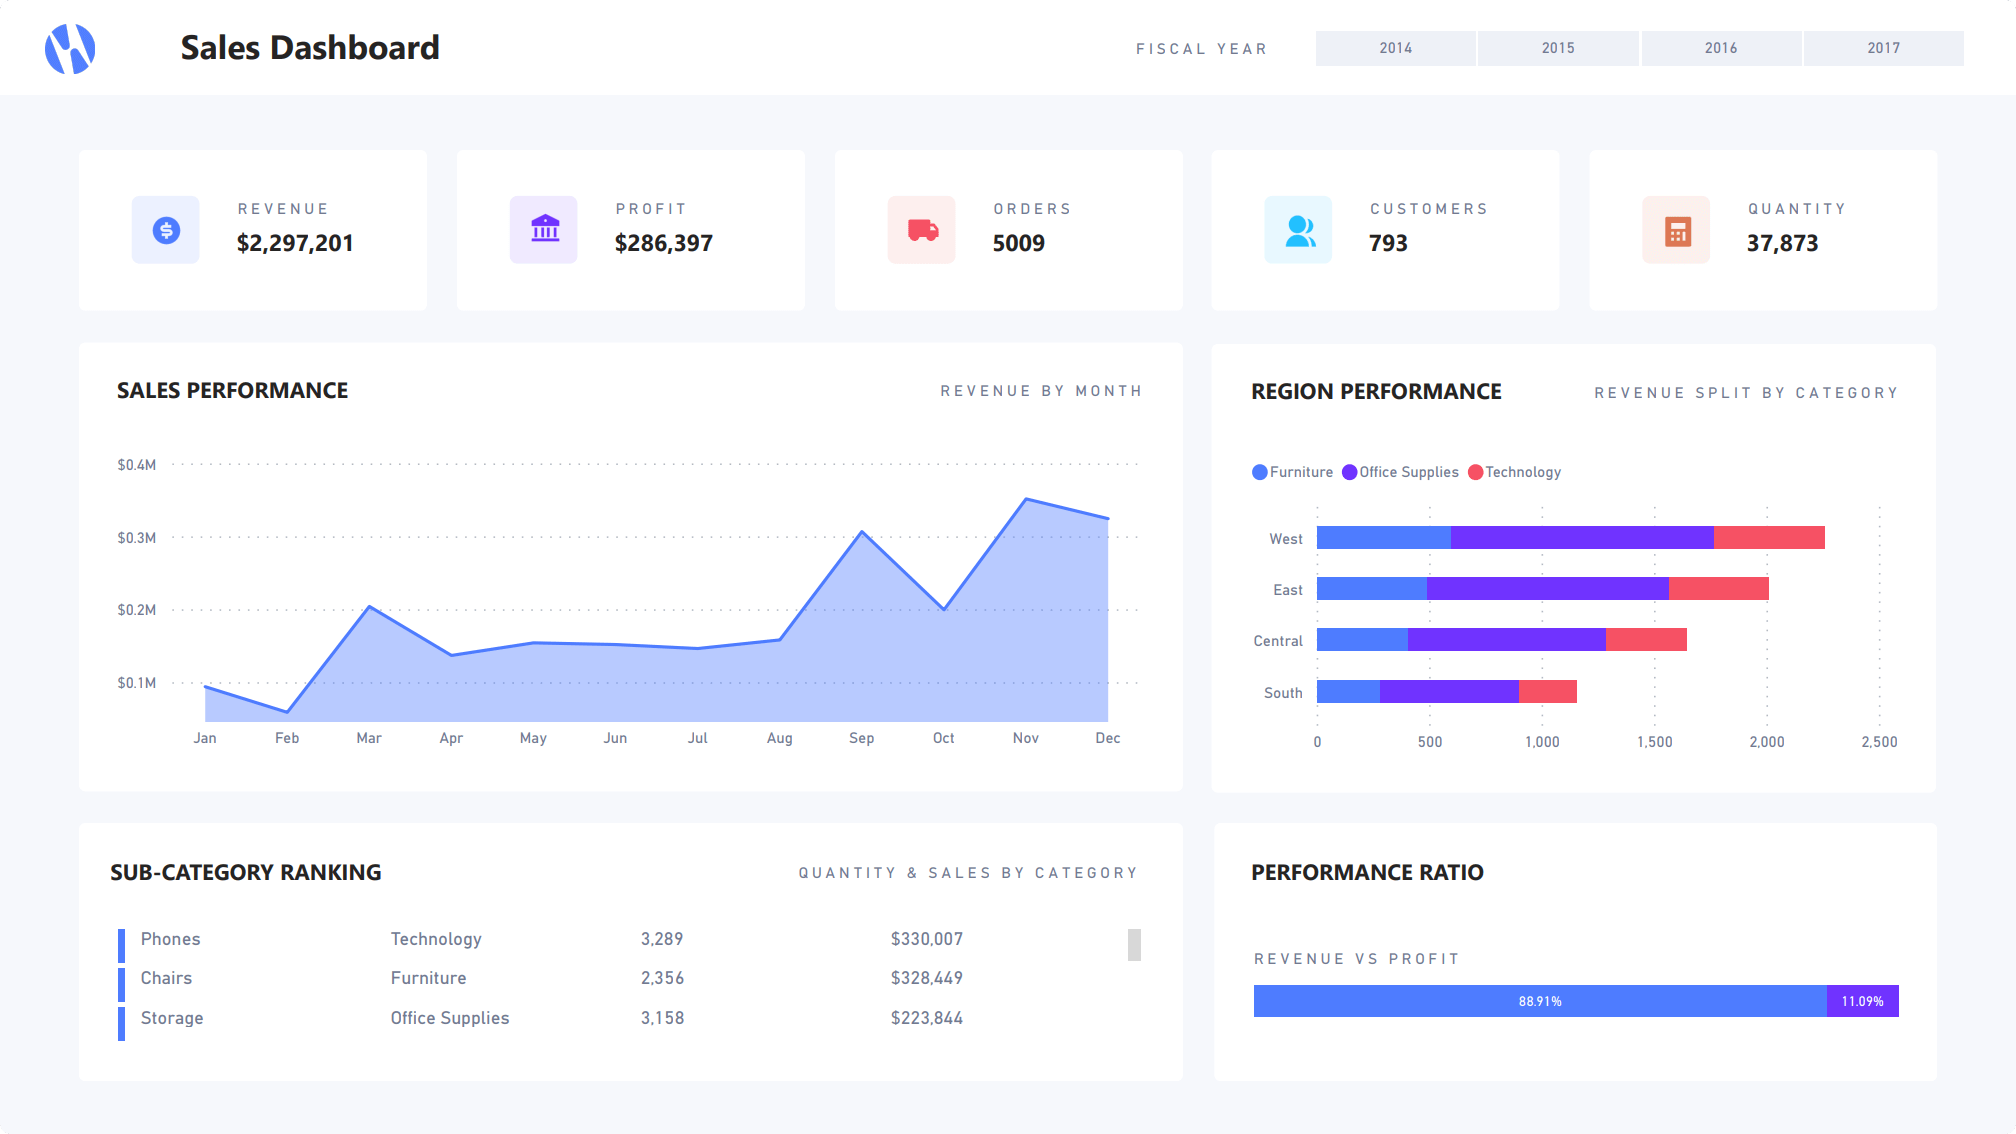 Sales Dashboard
FISCAL YEAR
2014 2015 2016 2017
REVENUE
$2,297,201
PROFIT
$286,397
ORDERS
5009
CUSTOMERS
793
QUANTITY
37,873
SALES PERFORMANCE
REVENUE BY MONTH
$0.4M
$0.3M
$0.2M
$0.1M
Jan Feb Mar Apr May Jun Jul Aug Sep Oct Nov Dec
REGION PERFORMANCE
REVENUE SPLIT BY CATEGORY
Furniture Office Supplies Technology
West
East
Central
South
0 500 1,000 1,500 2,000 2,500
SUB-CATEGORY RANKING
QUANTITY & SALES BY CATEGORY
Phones Technology 3,289 $330,007
Chairs Furniture 2,356 $328,449
Storage Office Supplies 3,158 $223,844
PERFORMANCE RATIO
REVENUE VS PROFIT
88.91% 11.09%